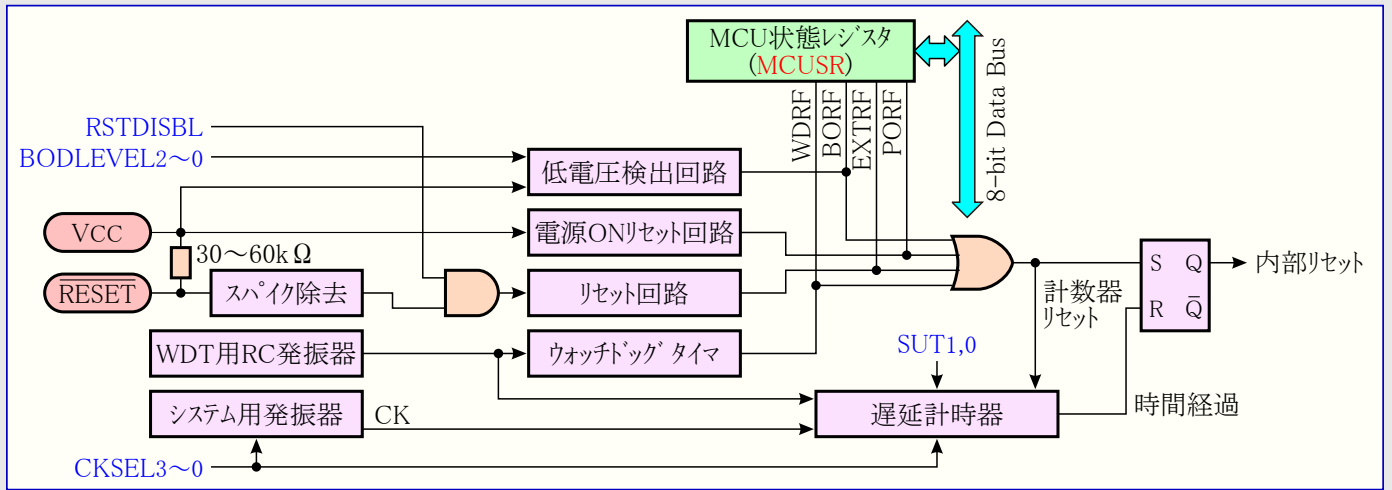 MCU状態レジスタ
(MCUSR)
8-bit Data Bus
WDRF
BORF
EXTRF
PORF
RSTDISBL
BODLEVEL2～0
低電圧検出回路
VCC
電源ONリセット回路
30～60kΩ
RESET
スパイク除去
リセット回路
S Q
R Q̄
内部リセット
計数器
リセット
WDT用RC発振器
ウォッチドッグ タイマ
SUT1,0
システム用発振器
CK
遅延計時器
時間経過
CKSEL3～0